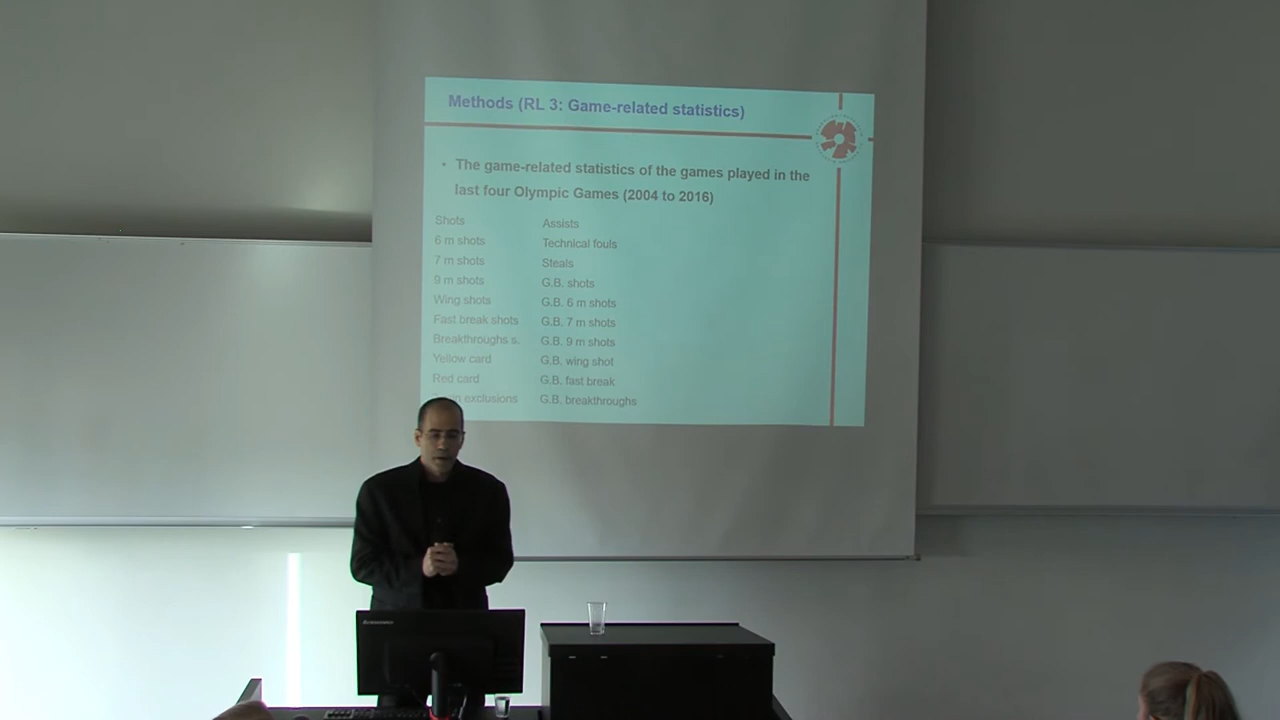 Methods (RL 3: Game-related statistics)
• The game-related statistics of the games played in the
last four Olympic Games (2004 to 2016)
Shots
6 m shots
7 m shots
9 m shots
Wing shots
Fast break shots
Breakthroughs s.
Yellow card
Red card
exclusions
Assists
Technical fouls
Steals
G.B. shots
G.B. 6 m shots
G.B. 7 m shots
G.B. 9 m shots
G.B. wing shot
G.B. fast break
G.B. breakthroughs